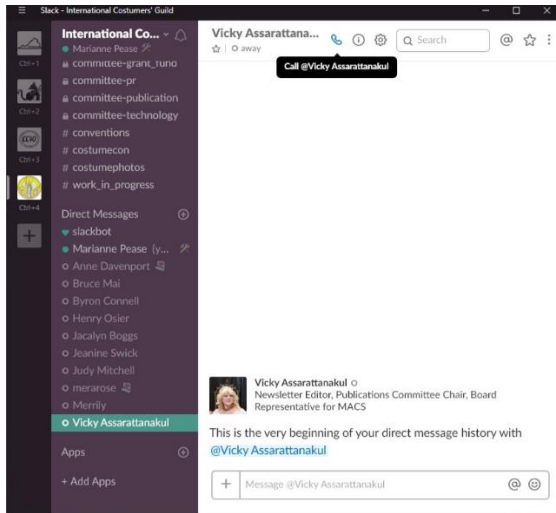 Slack - International Costumers' Guild
Ctrl+1
Ctrl+2
Ctrl+3
Ctrl+4
International Co...
Marianne Pease
committee-grant_fund
committee-pr
committee-publication
committee-technology
# conventions
# costumecon
# costumephotos
# work_in_progress
Direct Messages
slackbot
Marianne Pease (y...
Anne Davenport
Bruce Mai
Byron Connell
Henry Osier
Jacalyn Boggs
Jeanine Swick
Judy Mitchell
merarose
Merrily
Vicky Assarattanakul
Apps
+ Add Apps
Vicky Assarattana...
away
Search
Call @Vicky Assarattanakul
Vicky Assarattanakul
Newsletter Editor, Publications Committee Chair, Board
Representative for MACS
This is the very beginning of your direct message history with
@Vicky Assarattanakul
Message @Vicky Assarattanakul